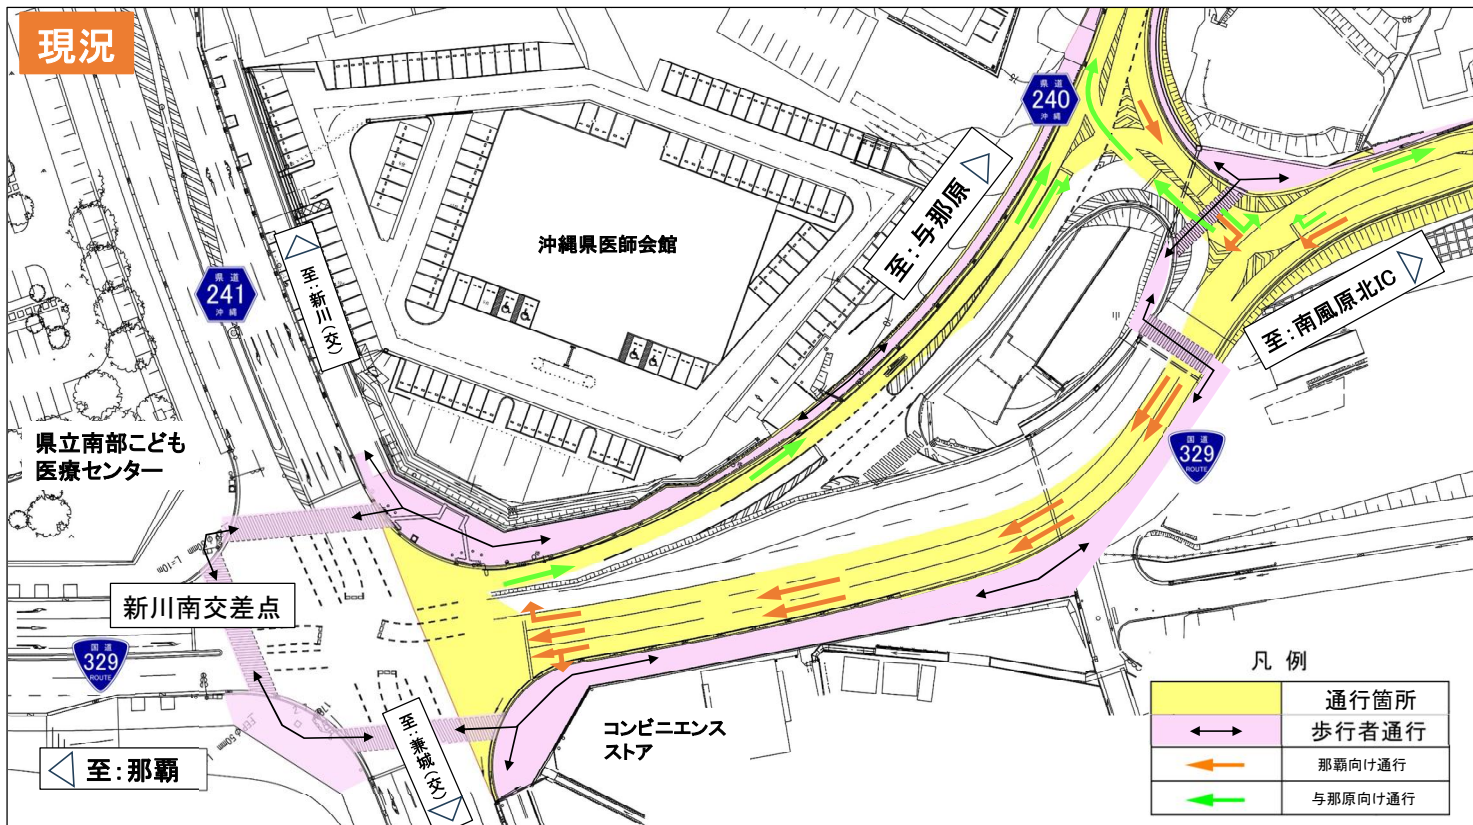 現況
県道
240
沖縄
至：与那原
沖縄県医師会館
至：新川(交)
県道
241
沖縄
至：南風原北IC
国道
329
ROUTE
県立南部こども
医療センター
新川南交差点
国道
329
ROUTE
至：那覇
至：兼城(交)
コンビニエンス
ストア
凡例
通行箇所
歩行者通行
那覇向け通行
与那原向け通行